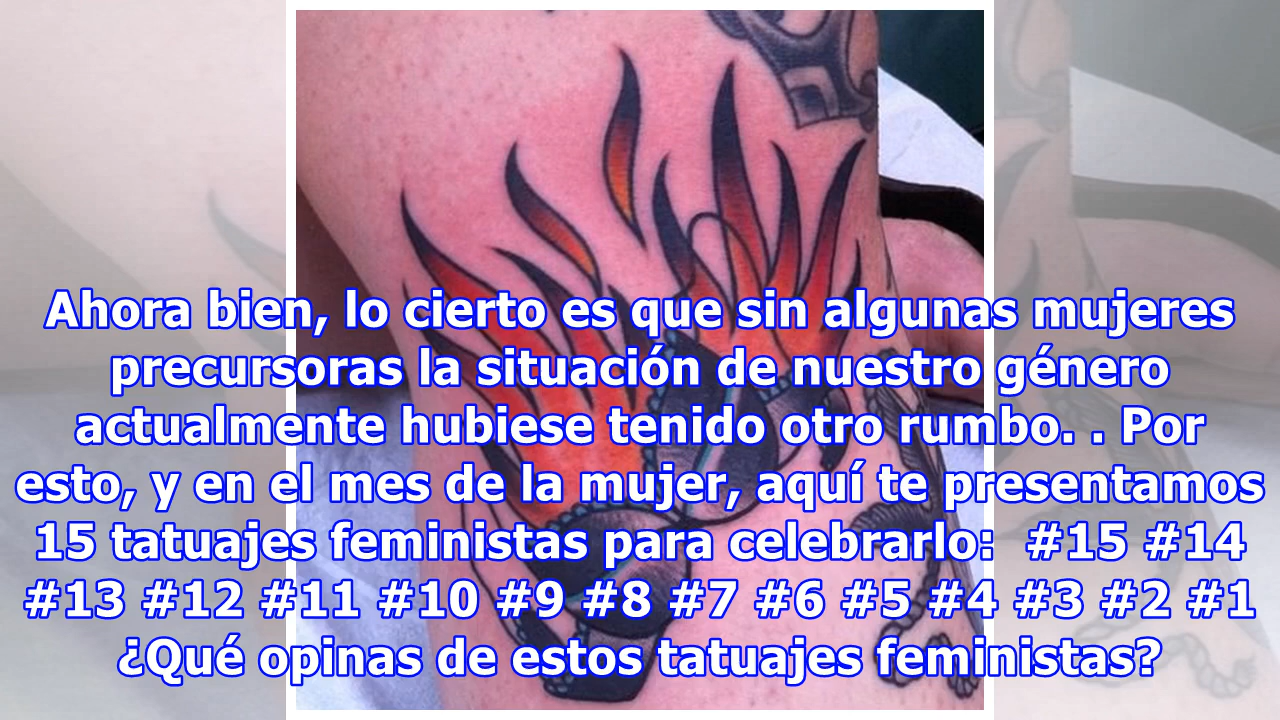 Ahora bien, lo cierto es que sin algunas mujeres
precursoras la situación de nuestro género
actualmente hubiese tenido otro rumbo. . Por
esto, y en el mes de la mujer, aquí te presentamos
15 tatuajes feministas para celebrarlo:  #15 #14
#13 #12 #11 #10 #9 #8 #7 #6 #5 #4 #3 #2 #1
¿Qué opinas de estos tatuajes feministas?